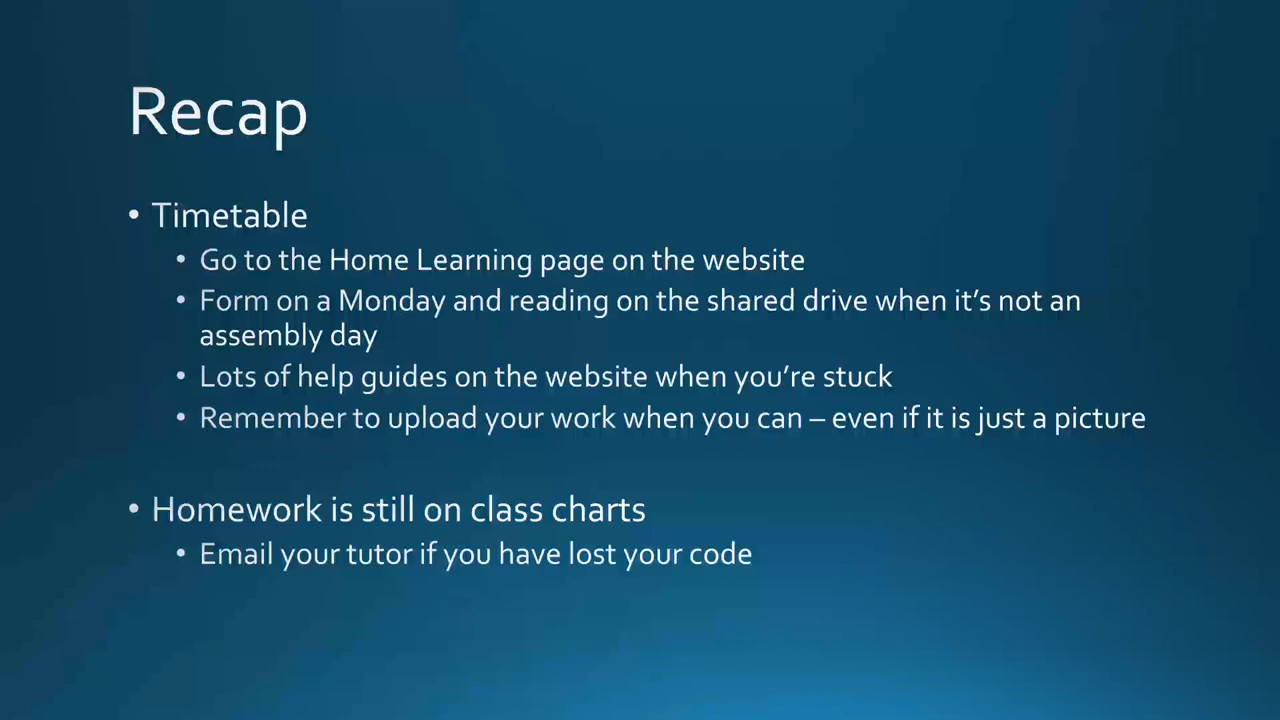 Recap
• Timetable
• Go to the Home Learning page on the website
• Form on a Monday and reading on the shared drive when it’s not an
assembly day
• Lots of help guides on the website when you’re stuck
• Remember to upload your work when you can – even if it is just a picture
• Homework is still on class charts
• Email your tutor if you have lost your code